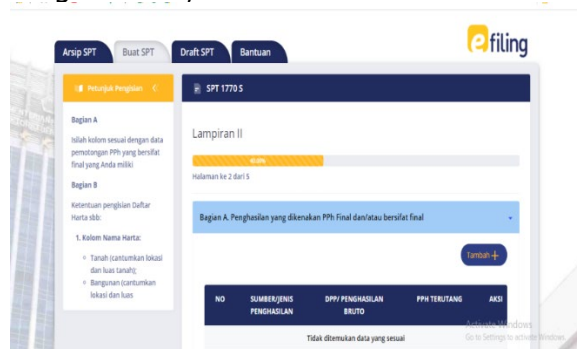 Arsip SPT
Buat SPT
Draft SPT
Bantuan
e filing
Petunjuk Pengisian
SPT 1770 S
Bagian A
Isilah kolom sesuai dengan data
pemotongan PPh yang bersifat
final yang Anda miliki
Bagian B
Ketentuan pengisian Daftar
Harta sbb:
1. Kolom Nama Harta:
Tanah (cantumkan lokasi
dan luas tanah);
Bangunan (cantumkan
lokasi dan luas
Lampiran II
40.00%
Halaman ke 2 dari 5
Bagian A. Penghasilan yang dikenakan PPh Final dan/atau bersifat final
Tambah +
NO
SUMBER/JENIS
PENGHASILAN
DPP/ PENGHASILAN
BRUTO
PPH TERUTANG
AKSI
Tidak ditemukan data yang sesuai
Activate Windows
Go to Settings to activate Windows.